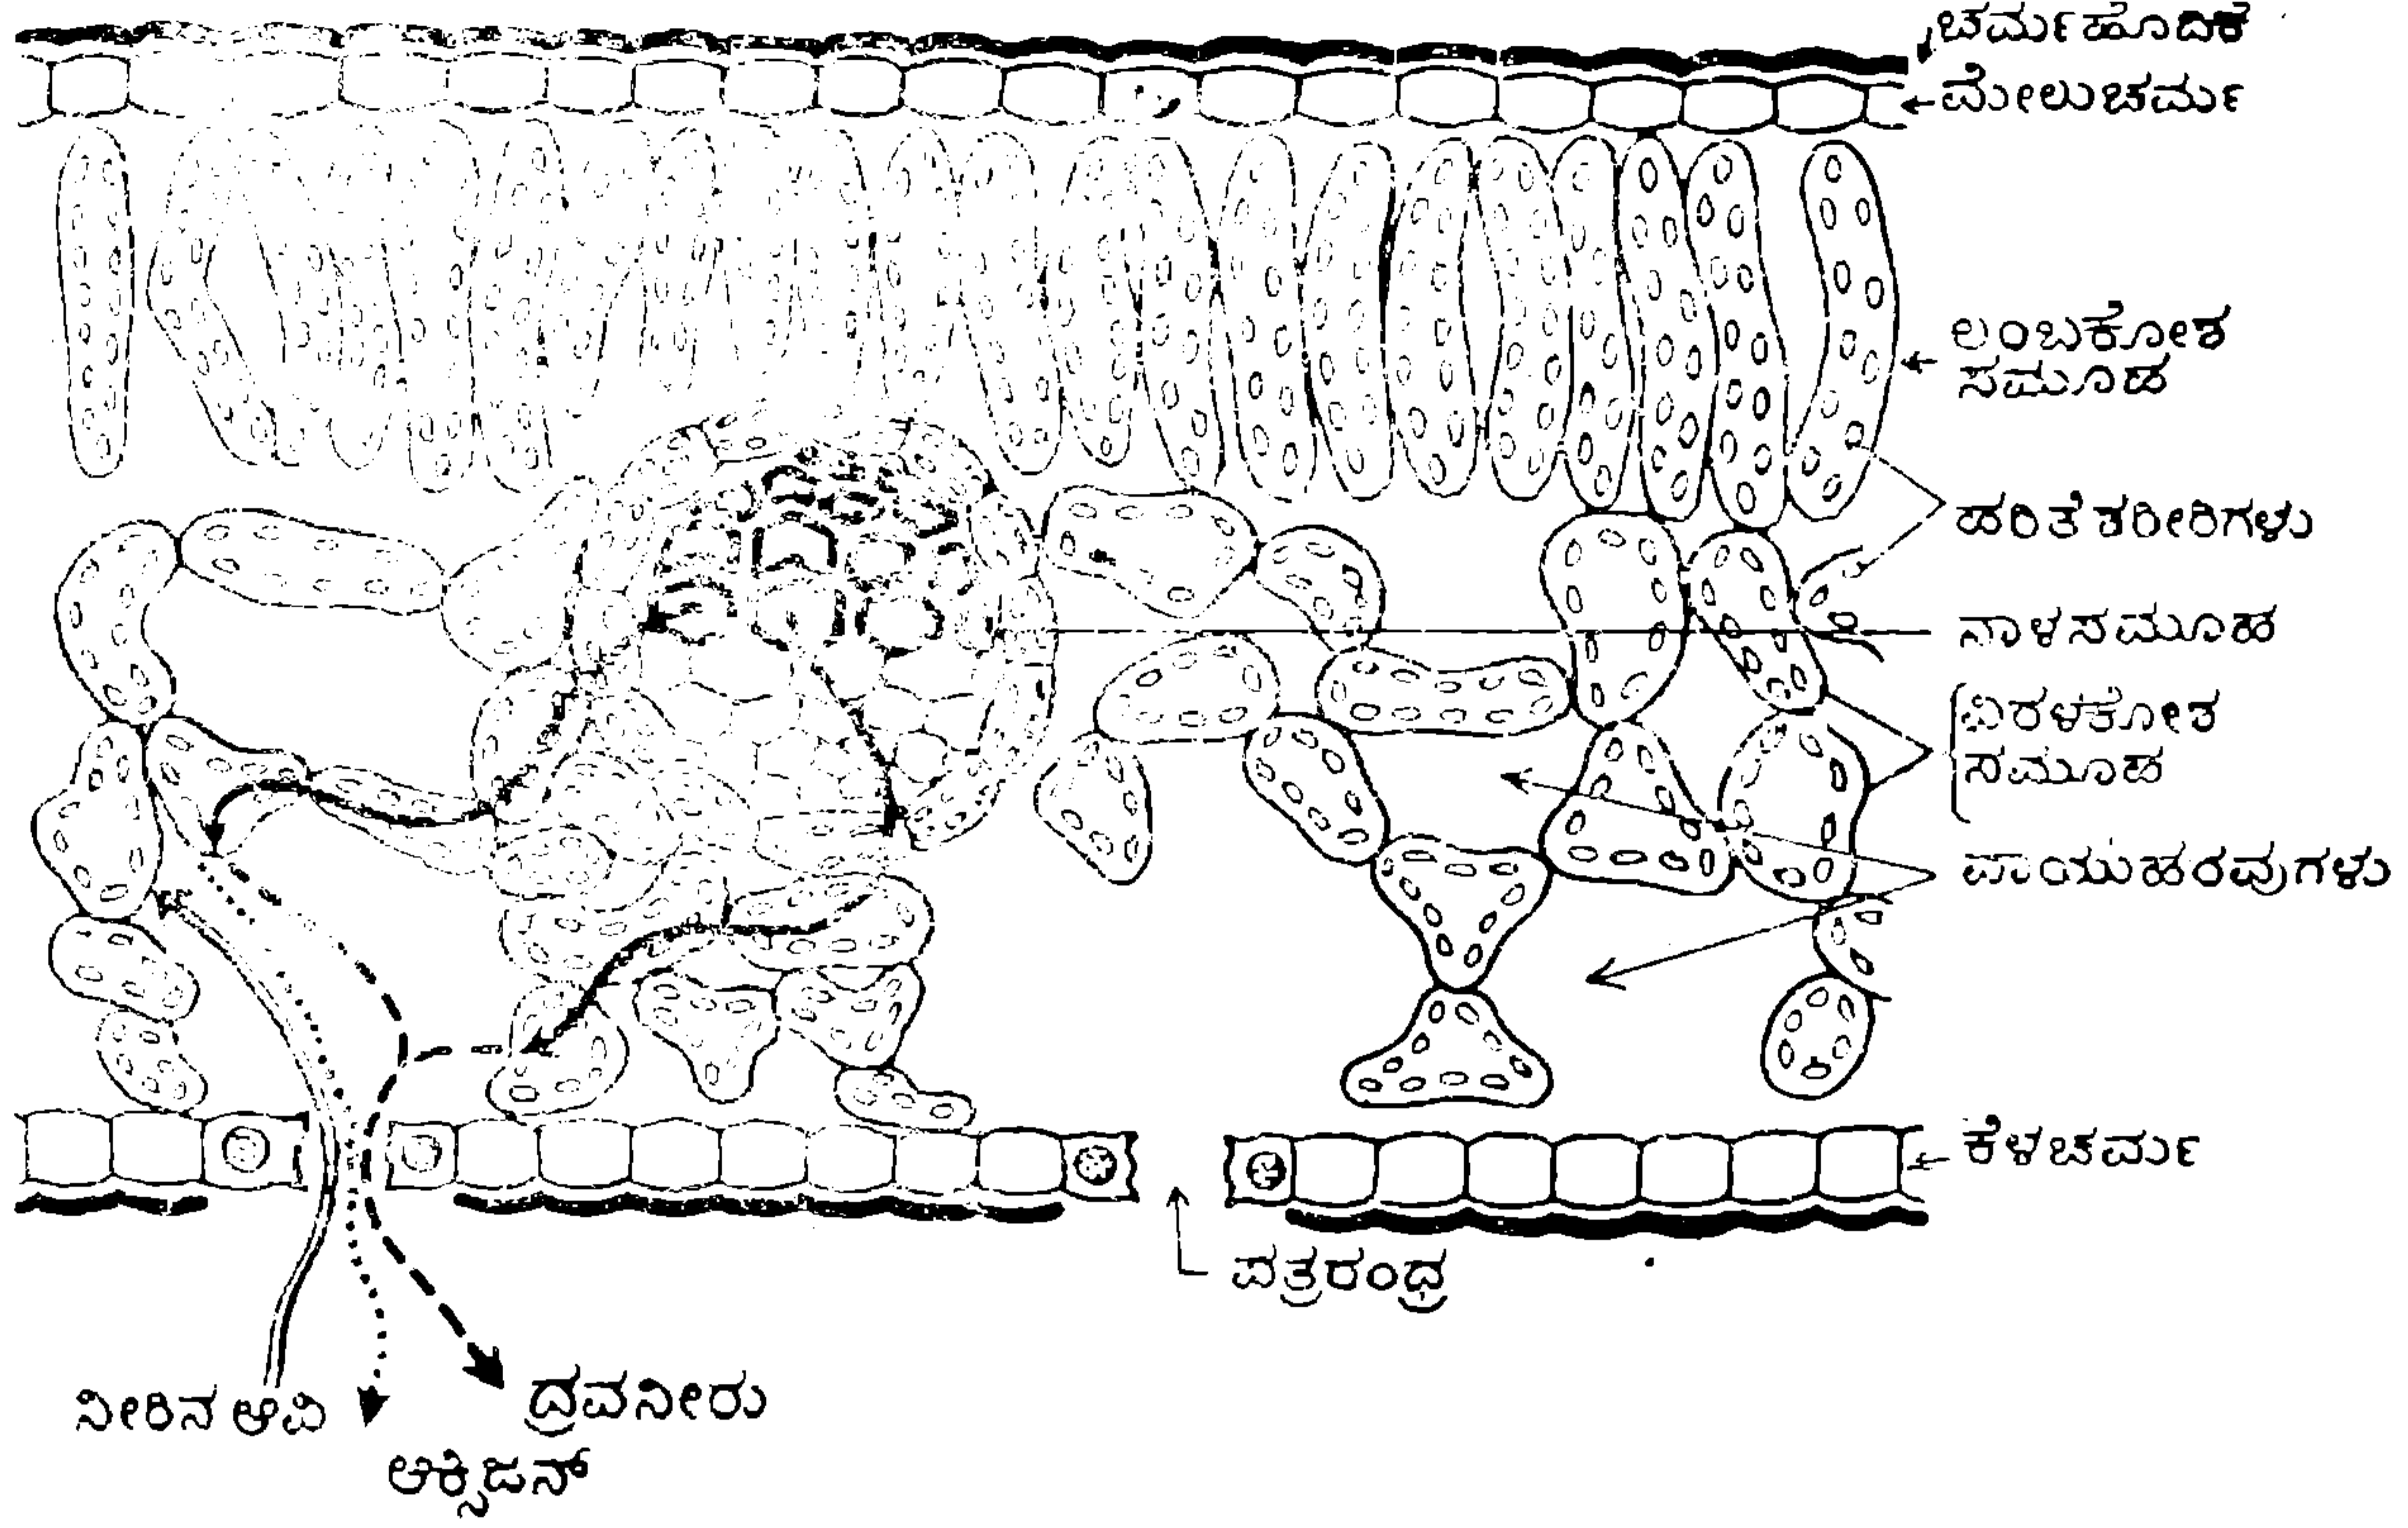 ಚರ್ಮಹೊದಿಕೆ
ಮೇಲುಚರ್ಮ
ಲಂಬಕೋಶ
ಸಮೂಹ
ಹರಿತೆ ಶರೀರಿಗಳು
ನಾಳಸಮೂಹ
ವಿರಳಕೋಶ
ಸಮೂಹ
ವಾಯುಹರವುಗಳು
ಕೆಳಚರ್ಮ
ಪತ್ರರಂಧ್ರ
ನೀರಿನ ಆವಿ
ದ್ರವನೀರು
ಆಕ್ಸಿಜನ್